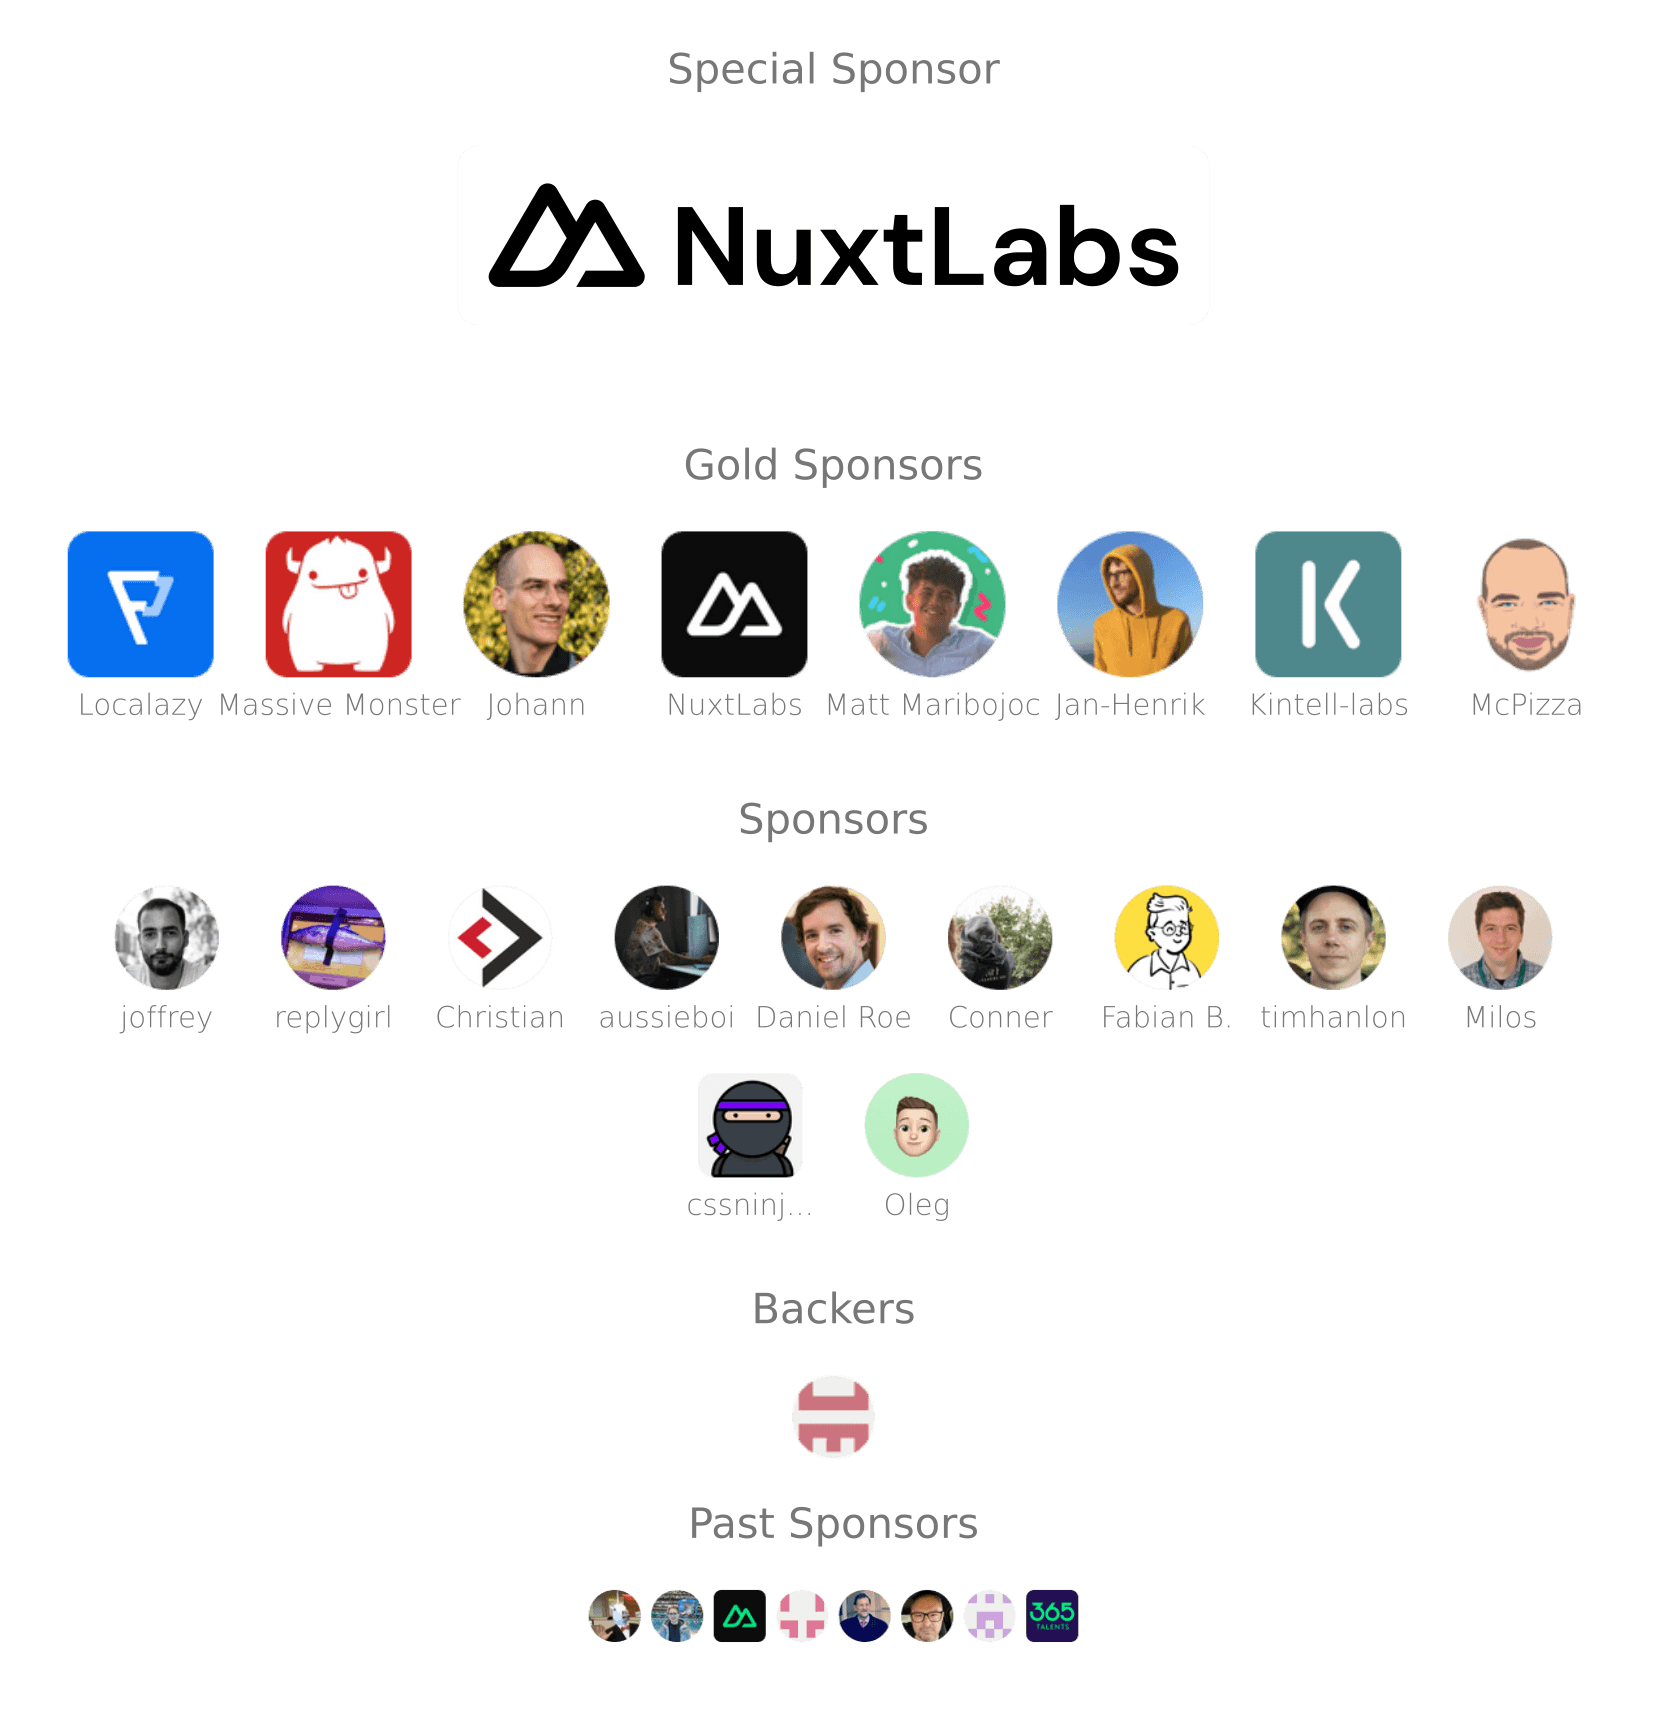 Special Sponsor
NuxtLabs
Gold Sponsors
Localazy Massive Monster Johann NuxtLabs Matt Maribojoc Jan-Henrik Kintell-labs McPizza
Sponsors
joffrey replygirl Christian aussieboi Daniel Roe Conner Fabian B. timhanlon Milos
cssninj... Oleg
Backers
Past Sponsors
365
TALENTS